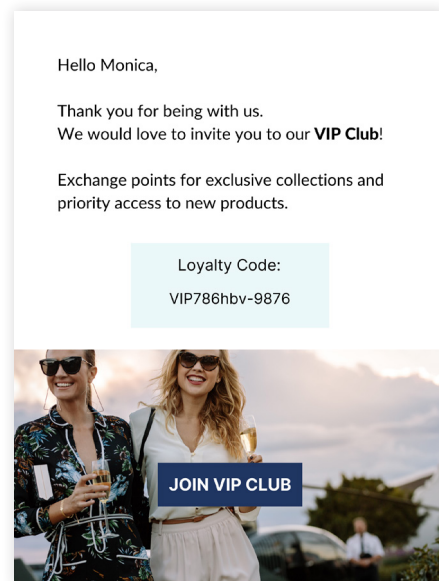 Hello Monica,
Thank you for being with us.
We would love to invite you to our VIP Club!
Exchange points for exclusive collections and
priority access to new products.
Loyalty Code:
VIP786hbv-9876
JOIN VIP CLUB